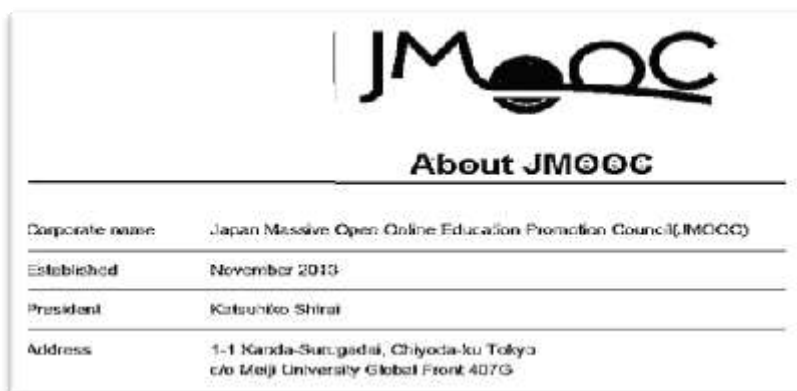 JMOOC
About JMOOC
Corporate name Japan Massive Open Online Education Promotion Council(JMOOC)
Established November 2013
President Katsuhiko Shirai
Address 1-1 Kanda-Surugadai, Chiyoda-ku Tokyo
c/o Meiji University Global Front 407G